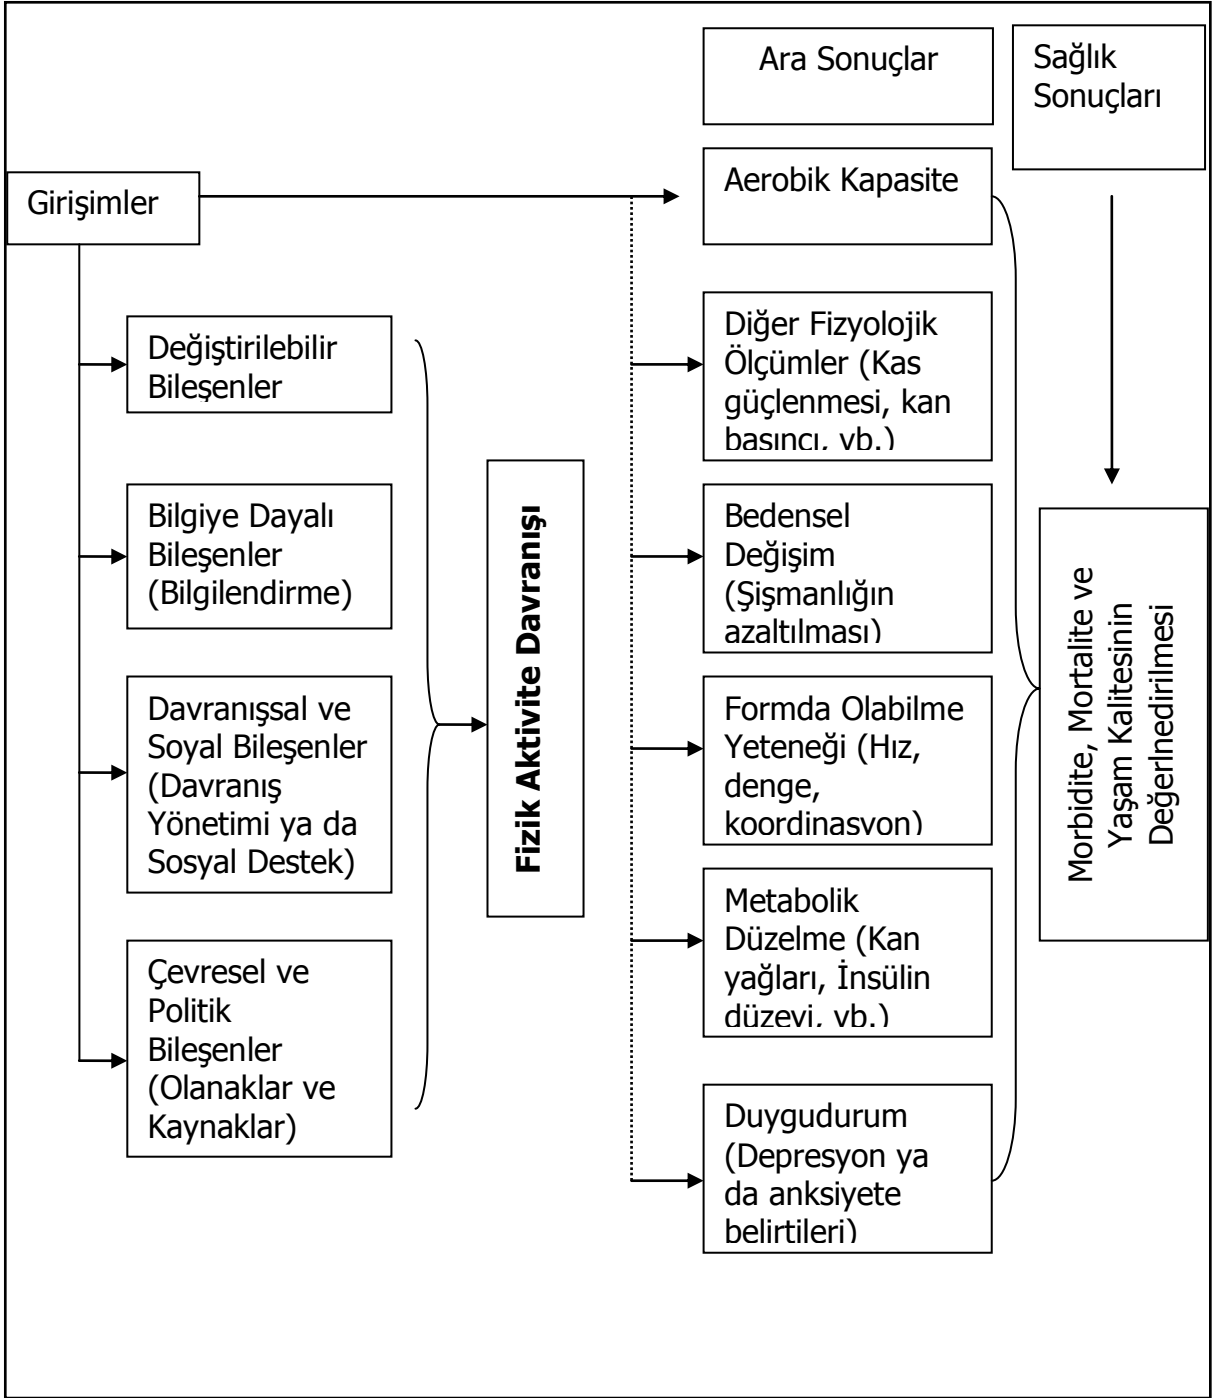 Ara Sonuçlar
Sağlık
Sonuçları
Girişimler
Aerobik Kapasite
Değiştirilebilir
Bileşenler
Bilgiye Dayalı
Bileşenler
(Bilgilendirme)
Davranışsal ve
Soyal Bileşenler
(Davranış
Yönetimi ya da
Sosyal Destek)
Çevresel ve
Politik
Bileşenler
(Olanaklar ve
Kaynaklar)
Fizik Aktivite Davranışı
Diğer Fizyolojik
Ölçümler (Kas
güçlenmesi, kan
basıncı, vb.)
Bedensel
Değişim
(Şişmanlığın
azaltılması)
Formda Olabilme
Yeteneği (Hız,
denge,
koordinasyon)
Metabolik
Düzelme (Kan
yağları, İnsülin
düzeyi, vb.)
Duygudurum
(Depresyon ya
da anksiyete
belirtileri)
Morbidite, Mortalite ve
Yaşam Kalitesinin
Değerlnedirilmesi